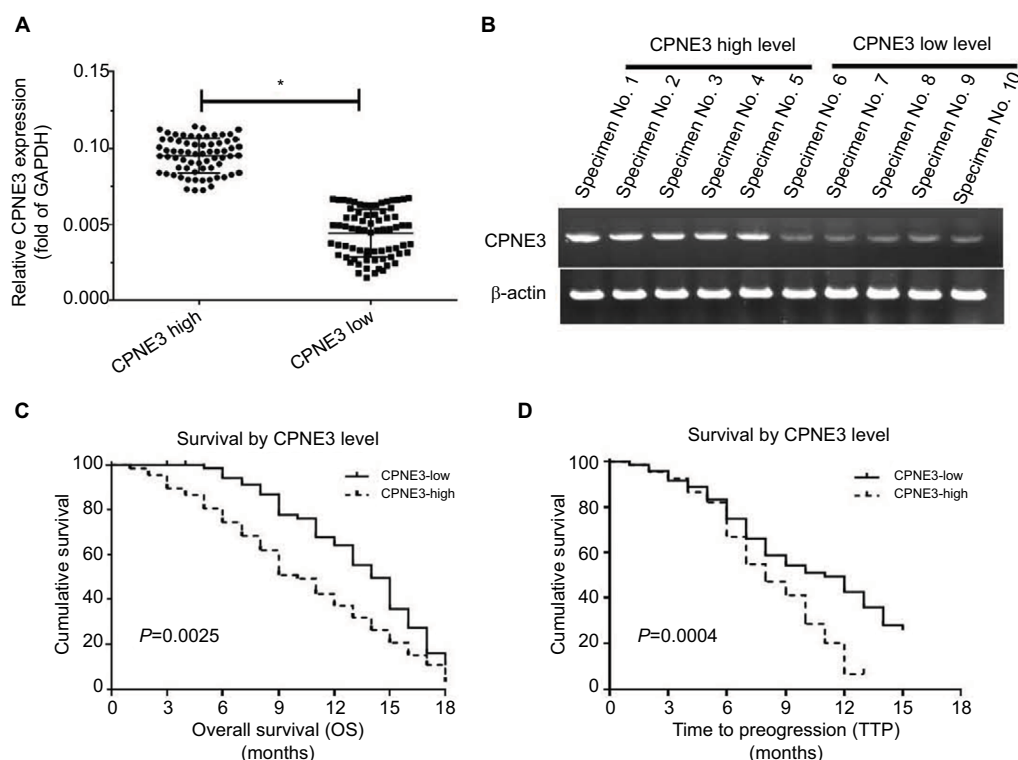 A
Relative CPNE3 expression
(fold of GAPDH)
0.15
0.10
0.005
0.000
*
CPNE3 high
CPNE3 low
B
CPNE3 high level
CPNE3 low level
Specimen No. 1
Specimen No. 2
Specimen No. 3
Specimen No. 4
Specimen No. 5
Specimen No. 6
Specimen No. 7
Specimen No. 8
Specimen No. 9
Specimen No. 10
CPNE3
β-actin
C
Survival by CPNE3 level
Cumulative survival
100
80
60
40
20
0
CPNE3-low
CPNE3-high
P=0.0025
0 3 6 9 12 15 18
Overall survival (OS)
(months)
D
Survival by CPNE3 level
Cumulative survival
100
80
60
40
20
0
CPNE3-low
CPNE3-high
P=0.0004
0 3 6 9 12 15 18
Time to preogression (TTP)
(months)